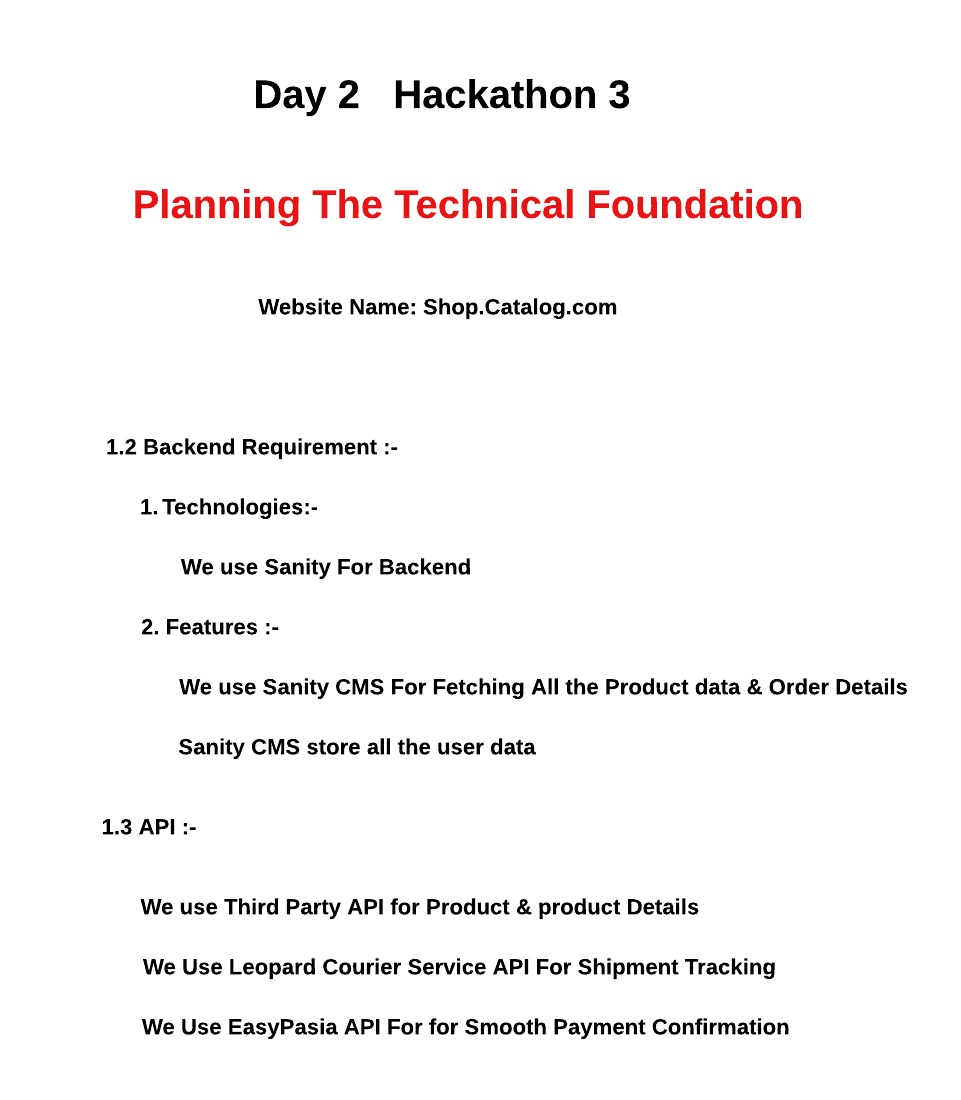 Day 2 Hackathon 3
Planning The Technical Foundation
Website Name: Shop.Catalog.com
1.2 Backend Requirement :-
1. Technologies:-
We use Sanity For Backend
2. Features :-
We use Sanity CMS For Fetching All the Product data & Order Details
Sanity CMS store all the user data
1.3 API :-
We use Third Party API for Product & product Details
We Use Leopard Courier Service API For Shipment Tracking
We Use EasyPasia API For for Smooth Payment Confirmation